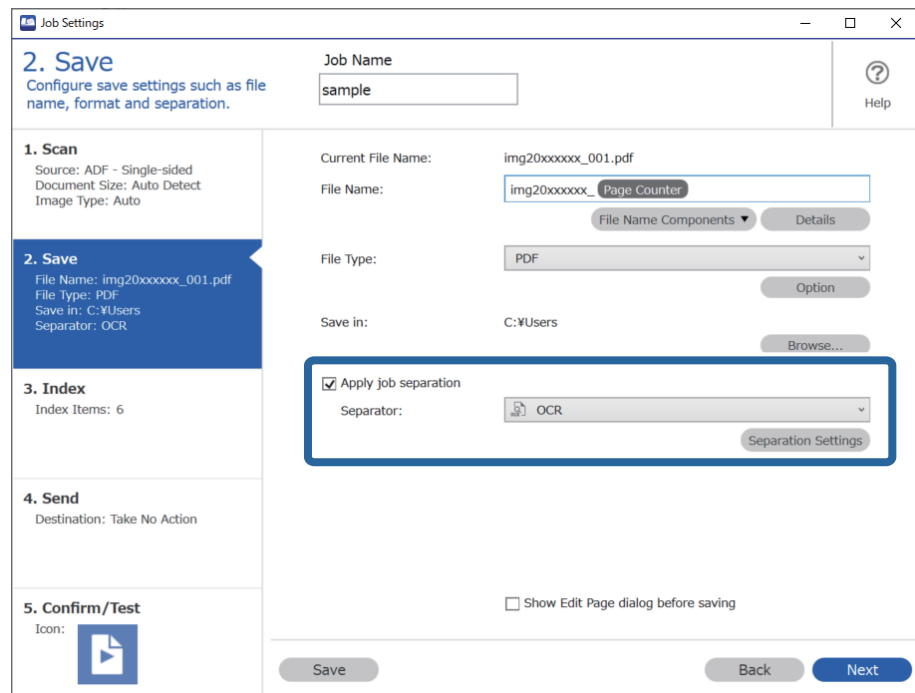 Job Settings
2. Save
Configure save settings such as file
name, format and separation.
Job Name
sample
Help
1. Scan
Source: ADF - Single-sided
Document Size: Auto Detect
Image Type: Auto
2. Save
File Name: img20xxxxxx_001.pdf
File Type: PDF
Save in: C:¥Users
Separator: OCR
3. Index
Index Items: 6
4. Send
Destination: Take No Action
5. Confirm/Test
Icon:
Current File Name: img20xxxxxx_001.pdf
File Name: img20xxxxxx_ Page Counter
File Name Components Details
File Type: PDF
Option
Save in: C:¥Users
Browse...
Apply job separation
Separator: OCR
Separation Settings
Show Edit Page dialog before saving
Save Back Next